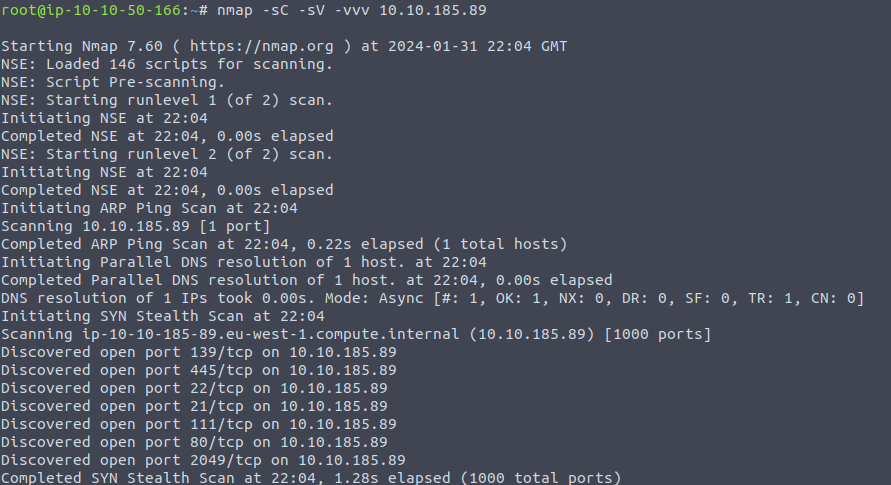 root@ip-10-10-50-166:~# nmap -sC -sV -vvv 10.10.185.89
Starting Nmap 7.60 ( https://nmap.org ) at 2024-01-31 22:04 GMT
NSE: Loaded 146 scripts for scanning.
NSE: Script Pre-scanning.
NSE: Starting runlevel 1 (of 2) scan.
Initiating NSE at 22:04
Completed NSE at 22:04, 0.00s elapsed
NSE: Starting runlevel 2 (of 2) scan.
Initiating NSE at 22:04
Completed NSE at 22:04, 0.00s elapsed
Initiating ARP Ping Scan at 22:04
Scanning 10.10.185.89 [1 port]
Completed ARP Ping Scan at 22:04, 0.22s elapsed (1 total hosts)
Initiating Parallel DNS resolution of 1 host. at 22:04
Completed Parallel DNS resolution of 1 host. at 22:04, 0.00s elapsed
DNS resolution of 1 IPs took 0.00s. Mode: Async [#: 1, OK: 1, NX: 0, DR: 0, SF: 0, TR: 1, CN: 0]
Initiating SYN Stealth Scan at 22:04
Scanning ip-10-10-185-89.eu-west-1.compute.internal (10.10.185.89) [1000 ports]
Discovered open port 139/tcp on 10.10.185.89
Discovered open port 445/tcp on 10.10.185.89
Discovered open port 22/tcp on 10.10.185.89
Discovered open port 21/tcp on 10.10.185.89
Discovered open port 111/tcp on 10.10.185.89
Discovered open port 80/tcp on 10.10.185.89
Discovered open port 2049/tcp on 10.10.185.89
Completed SYN Stealth Scan at 22:04, 1.28s elapsed (1000 total ports)